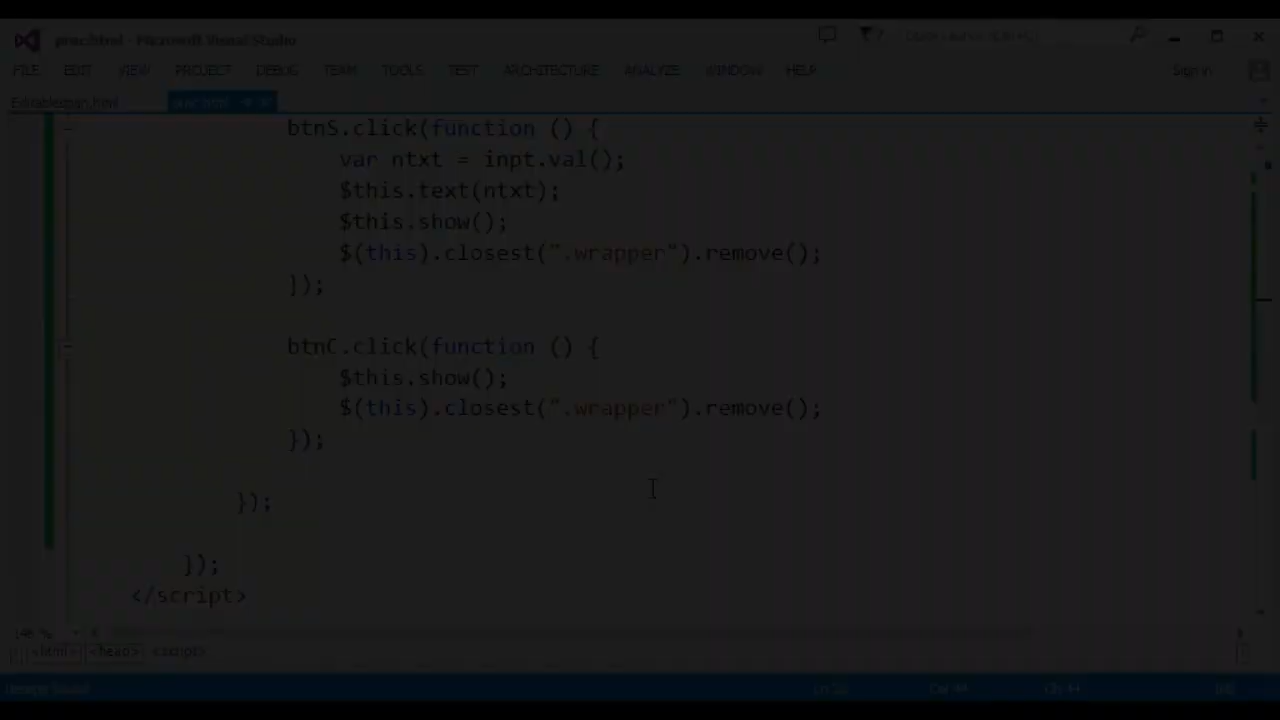 prac.html - Microsoft Visual Studio
FILE EDIT VIEW PROJECT DEBUG TEAM TOOLS TEST ARCHITECTURE ANALYZE WINDOW HELP Sign in
Editablespan.html
btnS.click(function () {
var ntxt = inpt.val();
$this.text(ntxt);
$this.show();
$(this).closest(".wrapper").remove();
});
btnC.click(function () {
$this.show();
$(this).closest(".wrapper").remove();
});
});
});
</script>
146 %
<html> <head> <script>